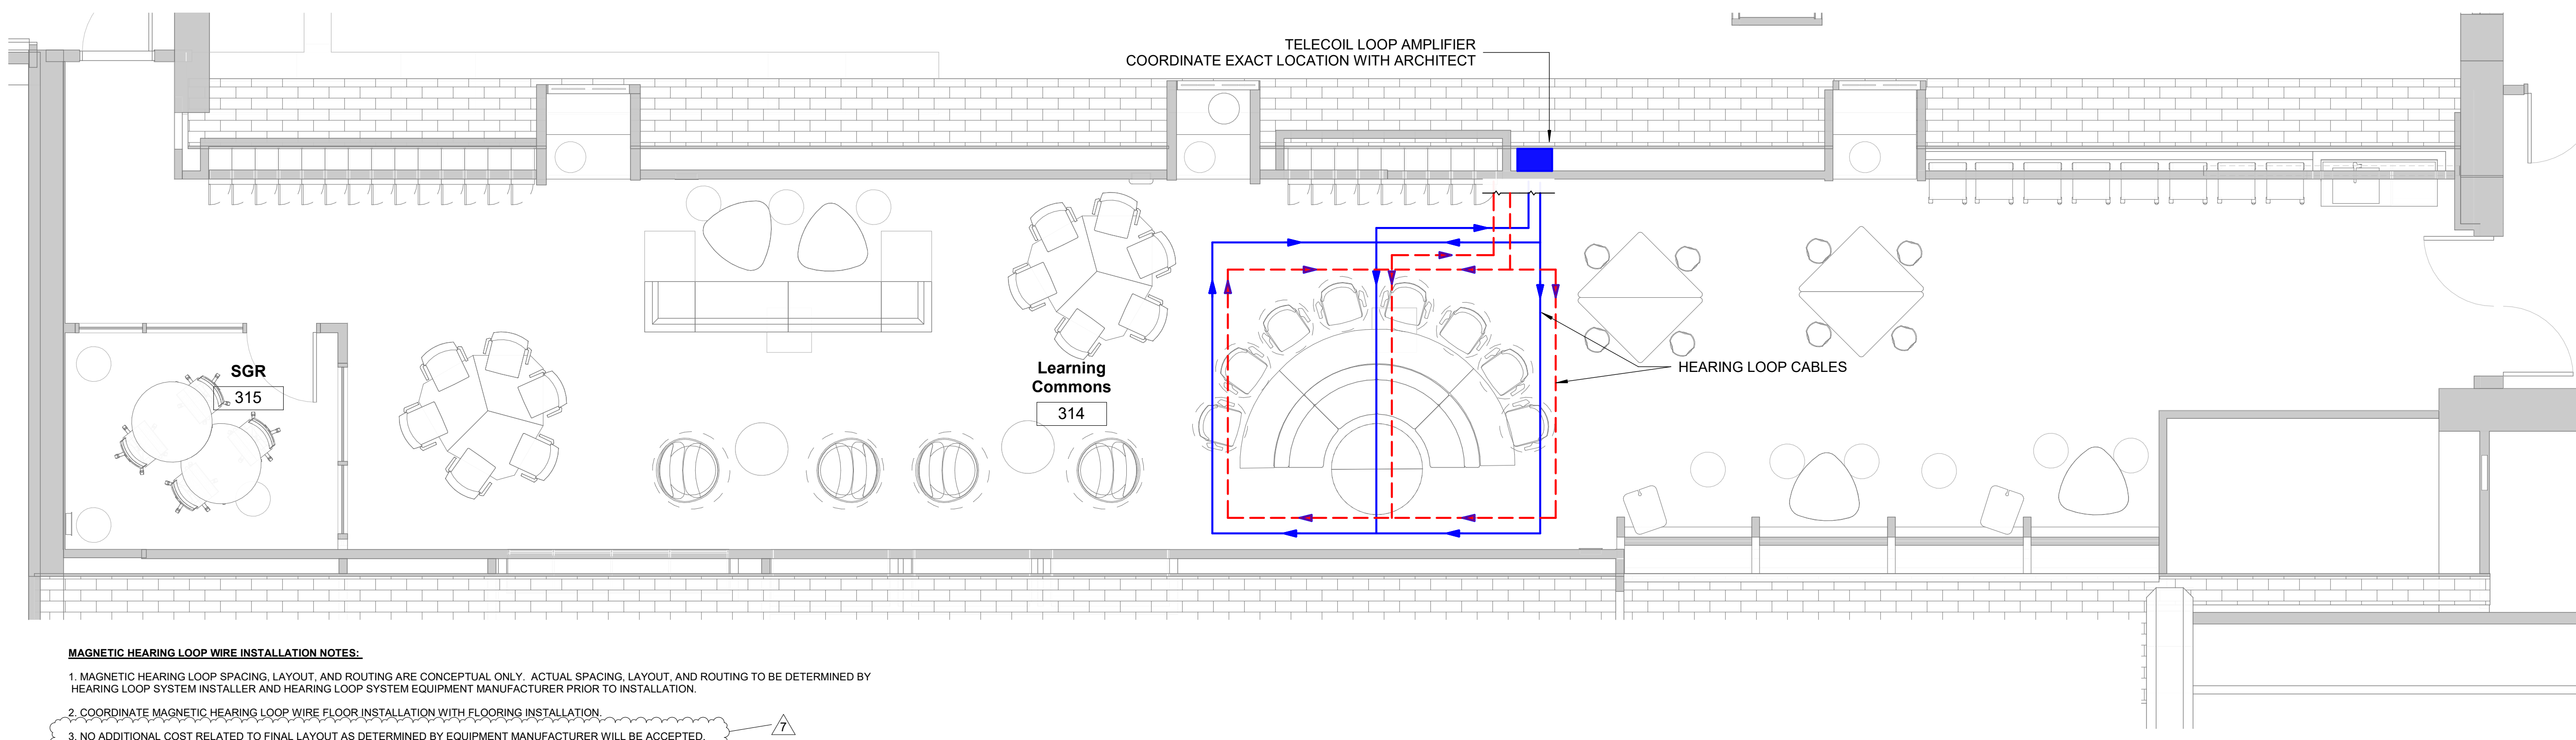 TELECOIL LOOP AMPLIFIER
COORDINATE EXACT LOCATION WITH ARCHITECT
SGR
315
Learning
Commons
314
HEARING LOOP CABLES
MAGNETIC HEARING LOOP WIRE INSTALLATION NOTES:
1. MAGNETIC HEARING LOOP SPACING, LAYOUT, AND ROUTING ARE CONCEPTUAL ONLY. ACTUAL SPACING, LAYOUT, AND ROUTING TO BE DETERMINED BY
HEARING LOOP SYSTEM INSTALLER AND HEARING LOOP SYSTEM EQUIPMENT MANUFACTURER PRIOR TO INSTALLATION.
2. COORDINATE MAGNETIC HEARING LOOP WIRE FLOOR INSTALLATION WITH FLOORING INSTALLATION.
7
3. NO ADDITIONAL COST RELATED TO FINAL LAYOUT AS DETERMINED BY EQUIPMENT MANUFACTURER WILL BE ACCEPTED.